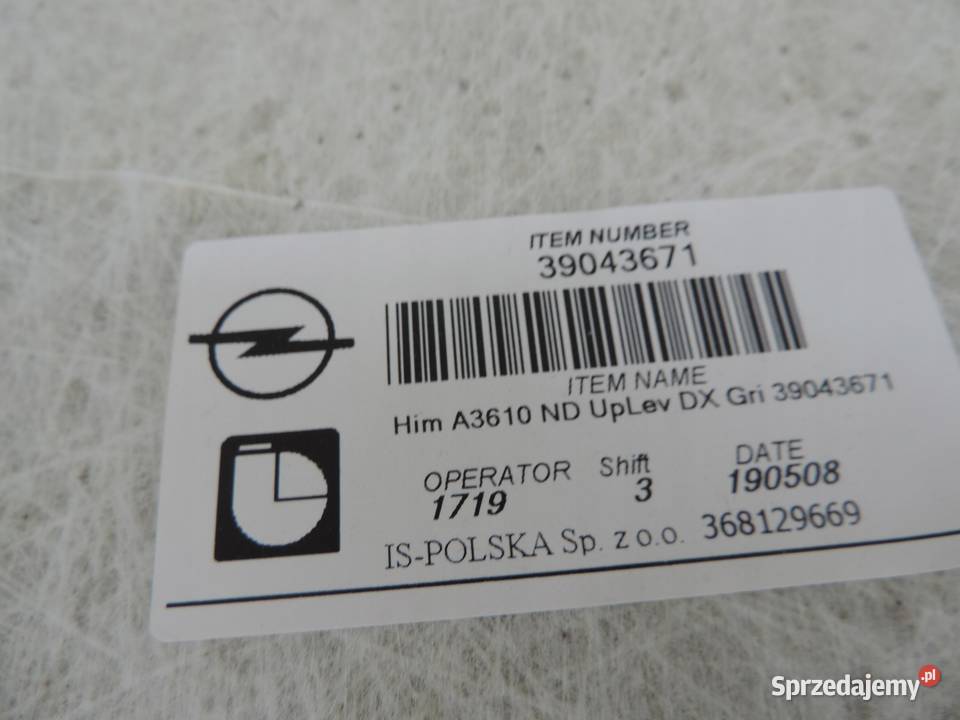 ITEM NUMBER
39043671
ITEM NAME
Him A3610 ND UpLev DX Gri 39043671
OPERATOR Shift DATE
1719 3 190508
IS-POLSKA Sp. z o.o. 368129669
Sprzedajemy.pl